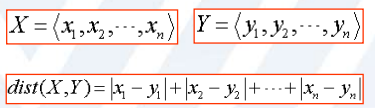 X = ⟨x₁, x₂, ⋯, xₙ⟩ Y = ⟨y₁, y₂, ⋯, yₙ⟩
dist(X,Y) = |x₁ − y₁| + |x₂ − y₂| + ⋯ + |xₙ − yₙ|